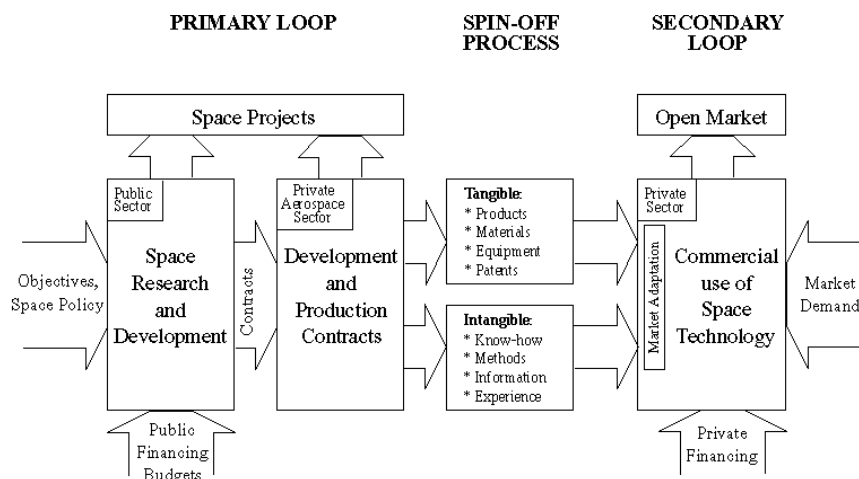 PRIMARY LOOP
SPIN-OFF
PROCESS
SECONDARY
LOOP
Space Projects
Open Market
Public
Sector
Private
Aerospace
Sector
Private
Sector
Objectives,
Space Policy
Space
Research
and
Development
Contracts
Development
and
Production
Contracts
Tangible:
* Products
* Materials
* Equipment
* Patents
Intangible:
* Know-how
* Methods
* Information
* Experience
Market Adaptation
Commercial
use of
Space
Technology
Market
Demand
Public
Financing
Budgets
Private
Financing